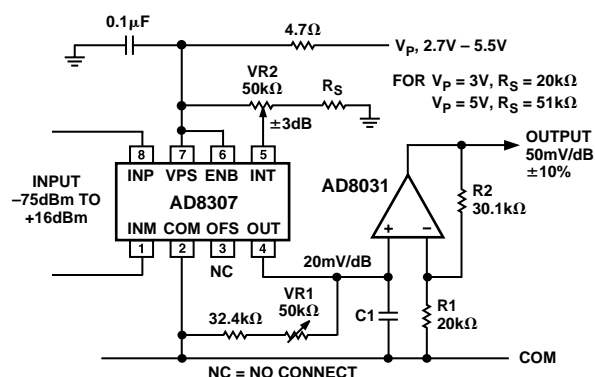 0.1µF
4.7Ω
VP, 2.7V – 5.5V
VR2
50kΩ
RS
FOR VP = 3V, RS = 20kΩ
VP = 5V, RS = 51kΩ
±3dB
8
7
6
5
INP
VPS
ENB
INT
INPUT
–75dBm TO
+16dBm
AD8307
INM
COM
OFS
OUT
1
2
3
4
NC
AD8031
+
–
OUTPUT
50mV/dB
±10%
R2
30.1kΩ
20mV/dB
VR1
50kΩ
32.4kΩ
C1
R1
20kΩ
COM
NC = NO CONNECT